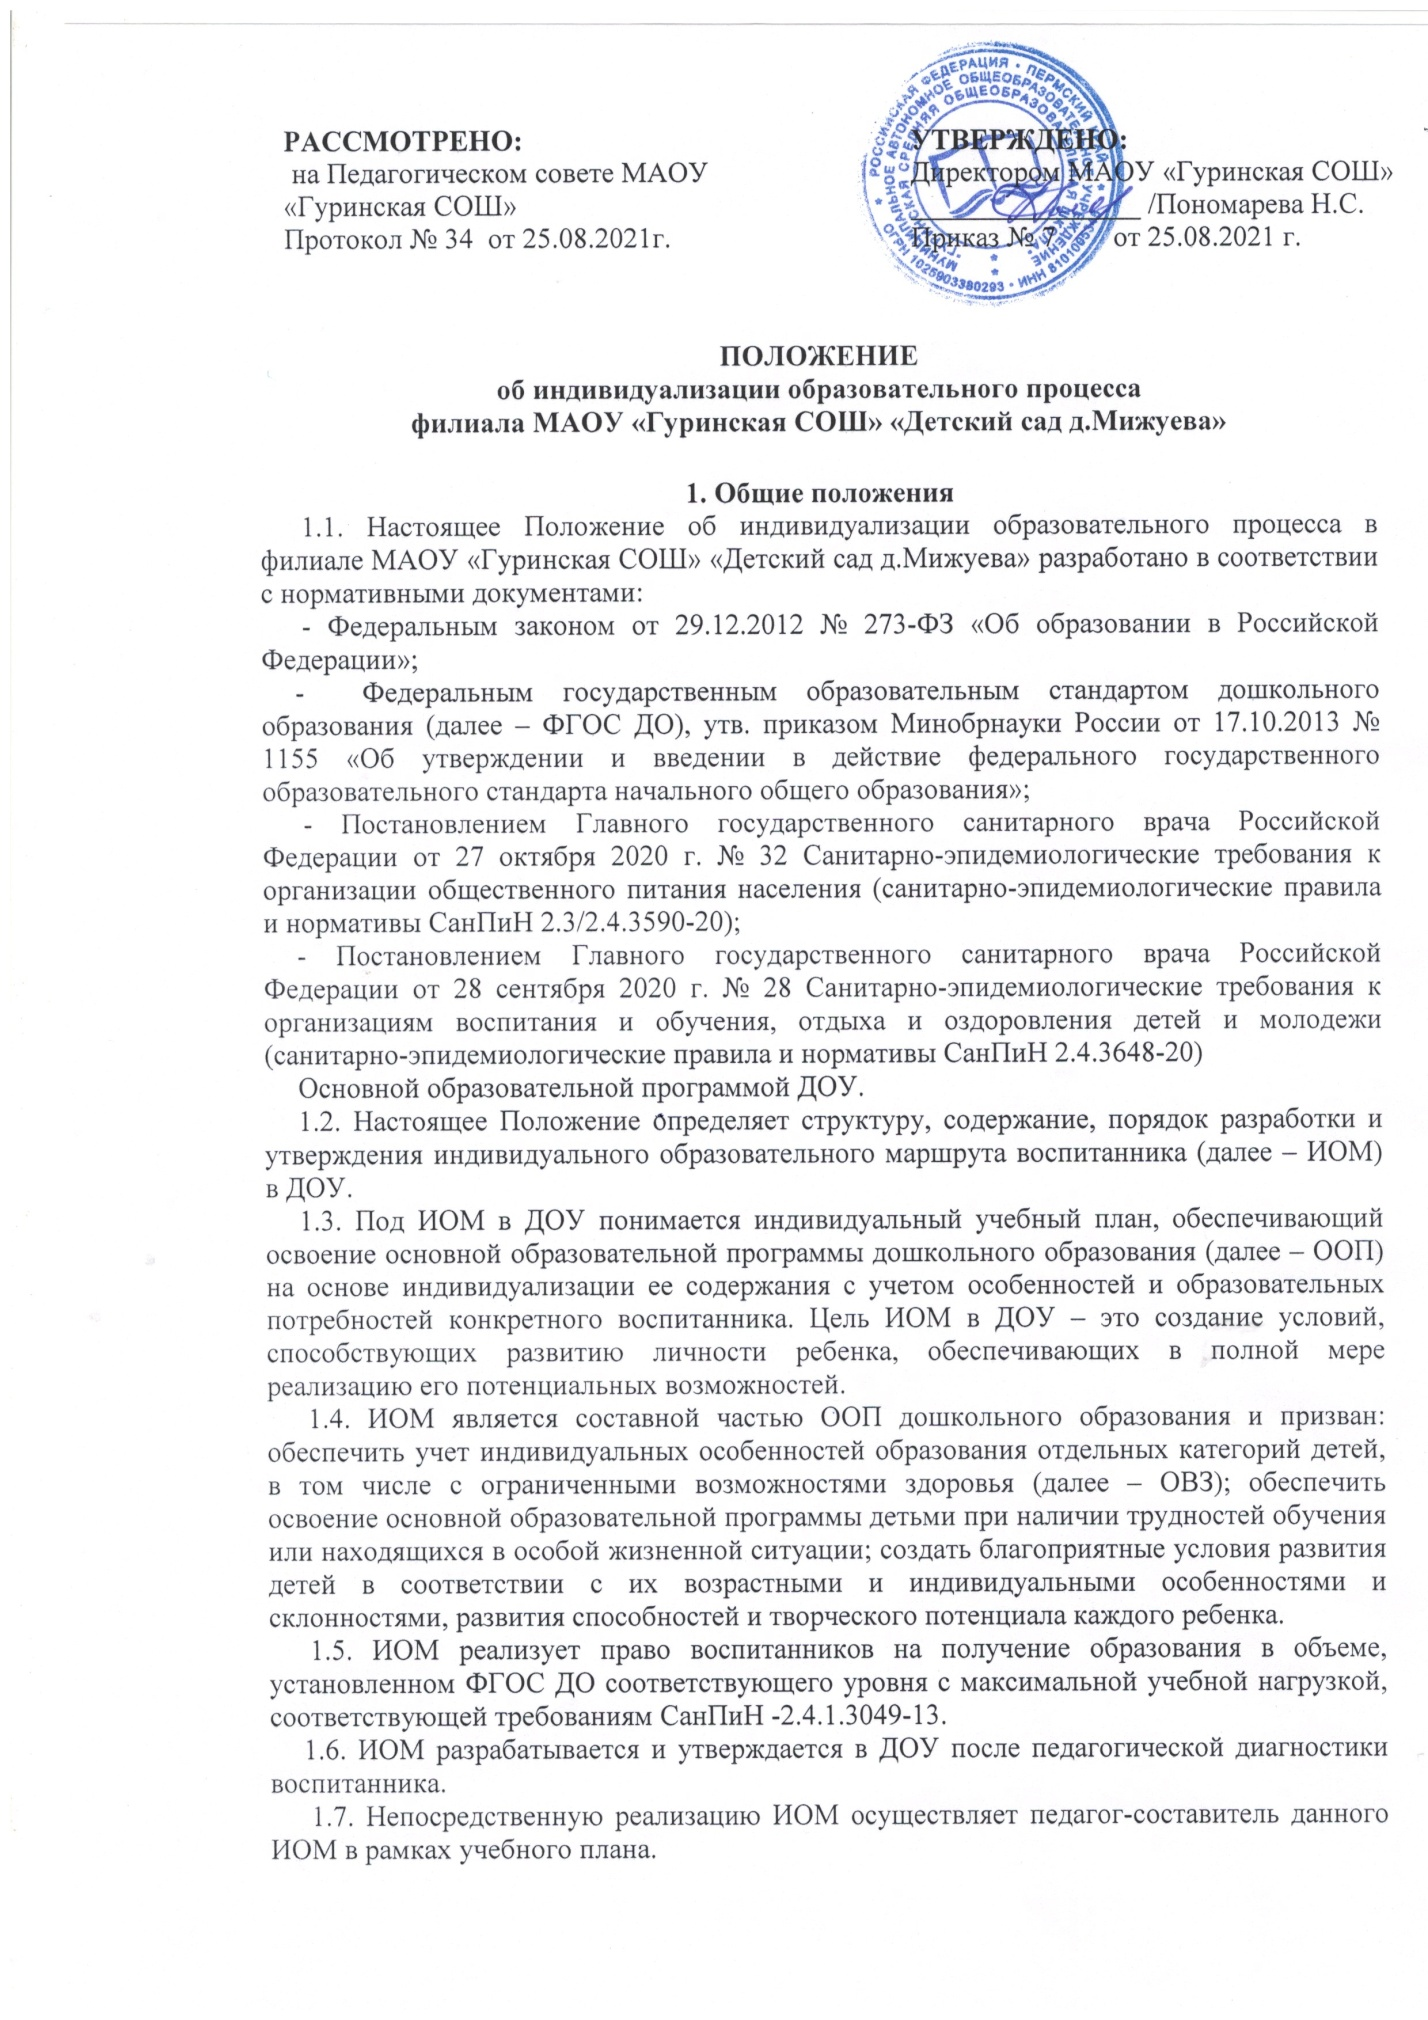 РАССМОТРЕНО:
на Педагогическом совете МАОУ
«Гуринская СОШ»
Протокол № 34 от 25.08.2021г.
УТВЕРЖДЕНО:
Директором МАОУ «Гуринская СОШ»
/Пономарева Н.С.
Приказ № 7 от 25.08.2021 г.
РОССИЙСКАЯ ФЕДЕРАЦИЯ • ПЕРМСКИЙ КРАЙ
ОГРН 1025903380293 • ИНН
ПОЛОЖЕНИЕ
об индивидуализации образовательного процесса
филиала МАОУ «Гуринская СОШ» «Детский сад д.Мижуева»
1. Общие положения
1.1. Настоящее Положение об индивидуализации образовательного процесса в
филиале МАОУ «Гуринская СОШ» «Детский сад д.Мижуева» разработано в соответствии
с нормативными документами:
- Федеральным законом от 29.12.2012 № 273-ФЗ «Об образовании в Российской
Федерации»;
- Федеральным государственным образовательным стандартом дошкольного
образования (далее – ФГОС ДО), утв. приказом Минобрнауки России от 17.10.2013 №
1155 «Об утверждении и введении в действие федерального государственного
образовательного стандарта начального общего образования»;
- Постановлением Главного государственного санитарного врача Российской
Федерации от 27 октября 2020 г. № 32 Санитарно-эпидемиологические требования к
организации общественного питания населения (санитарно-эпидемиологические правила
и нормативы СанПиН 2.3/2.4.3590-20);
- Постановлением Главного государственного санитарного врача Российской
Федерации от 28 сентября 2020 г. № 28 Санитарно-эпидемиологические требования к
организациям воспитания и обучения, отдыха и оздоровления детей и молодежи
(санитарно-эпидемиологические правила и нормативы СанПиН 2.4.3648-20)
Основной образовательной программой ДОУ.
1.2. Настоящее Положение определяет структуру, содержание, порядок разработки и
утверждения индивидуального образовательного маршрута воспитанника (далее – ИОМ)
в ДОУ.
1.3. Под ИОМ в ДОУ понимается индивидуальный учебный план, обеспечивающий
освоение основной образовательной программы дошкольного образования (далее – ООП)
на основе индивидуализации ее содержания с учетом особенностей и образовательных
потребностей конкретного воспитанника. Цель ИОМ в ДОУ – это создание условий,
способствующих развитию личности ребенка, обеспечивающих в полной мере
реализацию его потенциальных возможностей.
1.4. ИОМ является составной частью ООП дошкольного образования и призван:
обеспечить учет индивидуальных особенностей образования отдельных категорий детей,
в том числе с ограниченными возможностями здоровья (далее – ОВЗ); обеспечить
освоение основной образовательной программы детьми при наличии трудностей обучения
или находящихся в особой жизненной ситуации; создать благоприятные условия развития
детей в соответствии с их возрастными и индивидуальными особенностями и
склонностями, развития способностей и творческого потенциала каждого ребенка.
1.5. ИОМ реализует право воспитанников на получение образования в объеме,
установленном ФГОС ДО соответствующего уровня с максимальной учебной нагрузкой,
соответствующей требованиям СанПиН -2.4.1.3049-13.
1.6. ИОМ разрабатывается и утверждается в ДОУ после педагогической диагностики
воспитанника.
1.7. Непосредственную реализацию ИОМ осуществляет педагог-составитель данного
ИОМ в рамках учебного плана.